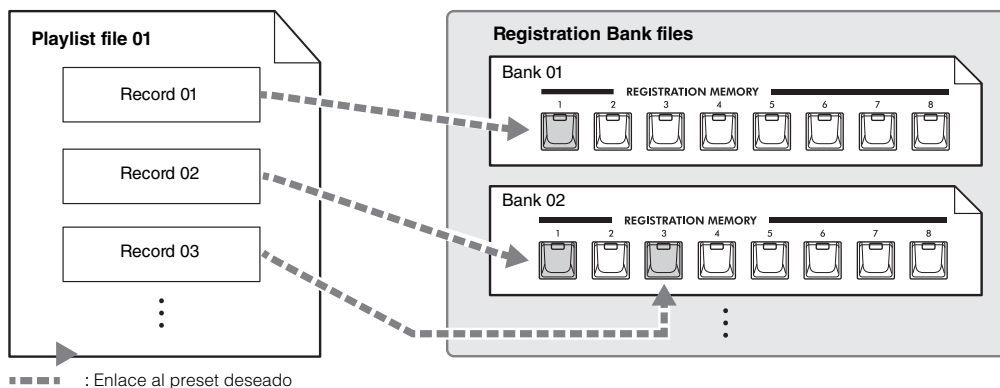 Playlist file 01
Record 01
Record 02
Record 03
Registration Bank files
Bank 01
REGISTRATION MEMORY
1 2 3 4 5 6 7 8
Bank 02
REGISTRATION MEMORY
1 2 3 4 5 6 7 8
: Enlace al preset deseado